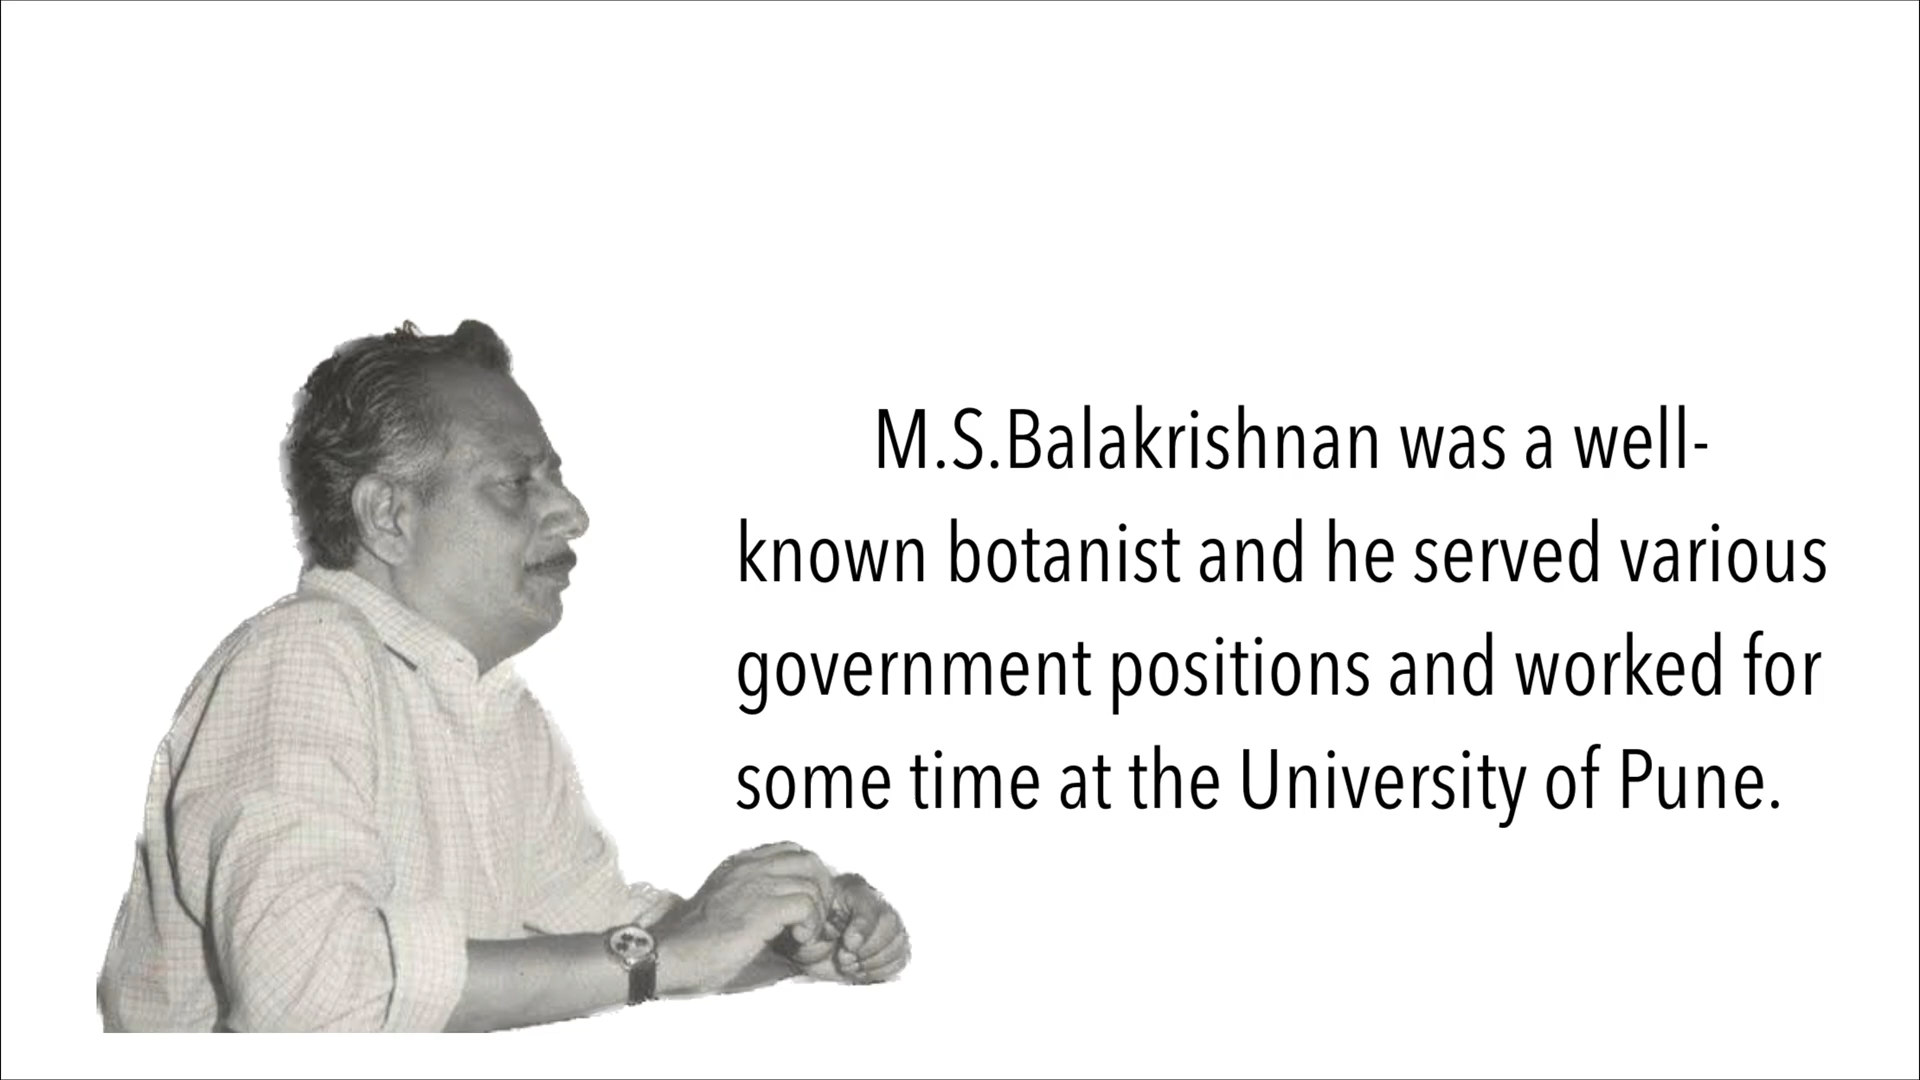 M.S.Balakrishnan was a well-
known botanist and he served various
government positions and worked for
some time at the University of Pune.